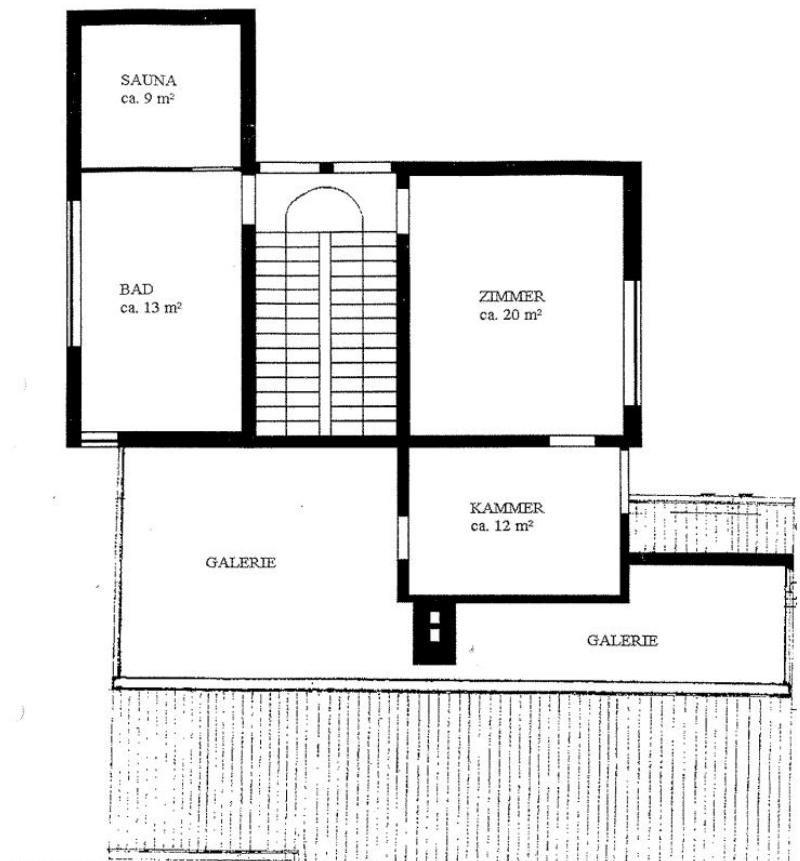 SAUNA
ca. 9 m²
BAD
ca. 13 m²
ZIMMER
ca. 20 m²
KAMMER
ca. 12 m²
GALERIE
GALERIE